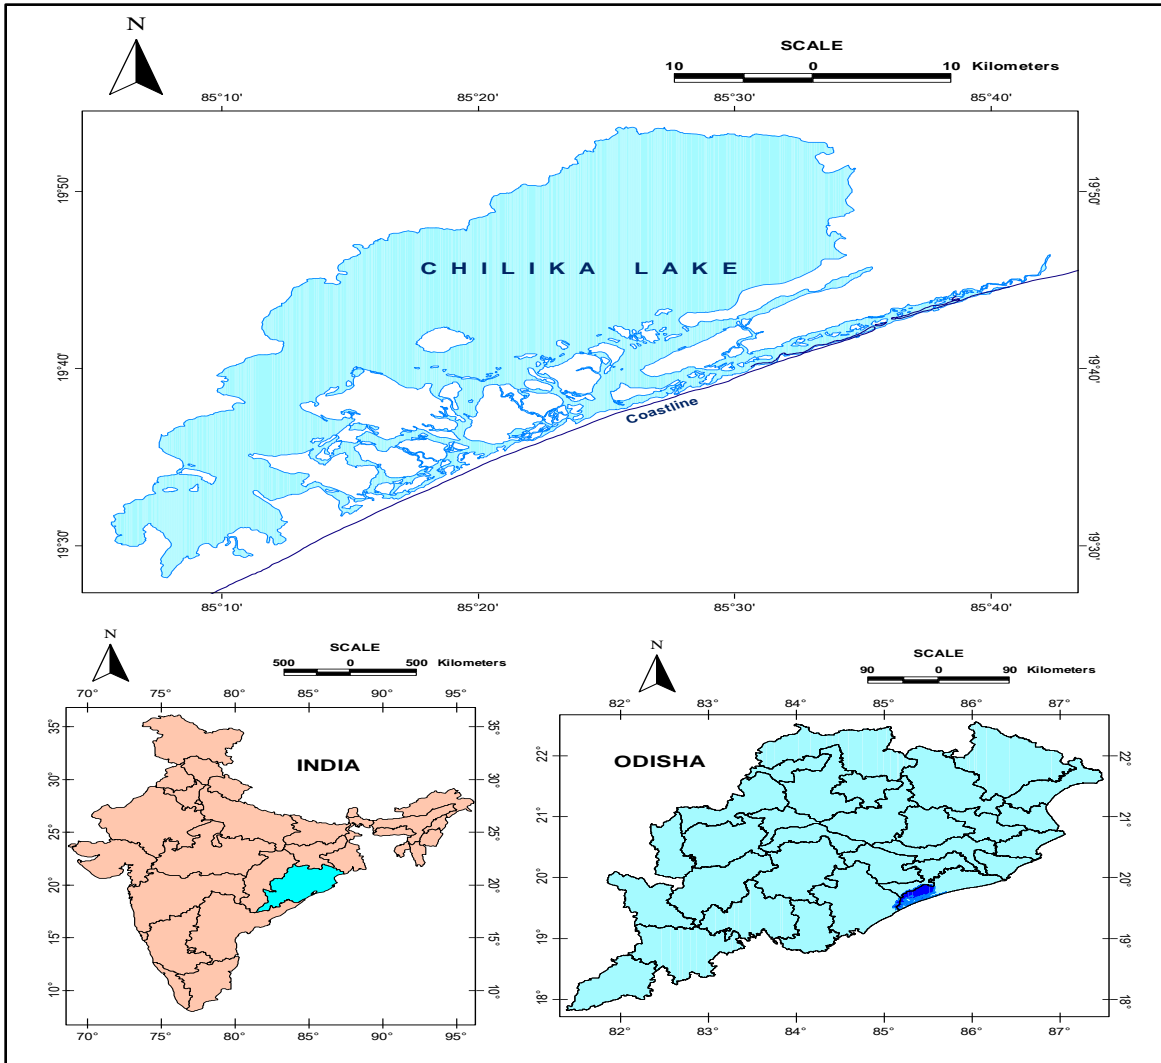 N
SCALE
10 0 10 Kilometers
85°10' 85°20' 85°30' 85°40'
19°50' 19°50'
CHILIKA LAKE
19°40' 19°40'
Coastline
19°30' 19°30'
85°10' 85°20' 85°30' 85°40'
N
SCALE
500 0 500 Kilometers
70° 75° 80° 85° 90° 95°
35° 35°
INDIA
30° 30°
25° 25°
20° 20°
15° 15°
10° 10°
70° 75° 80° 85° 90° 95°
N
SCALE
90 0 90 Kilometers
82° 83° 84° 85° 86° 87°
22° 22°
ODISHA
21° 21°
20° 20°
19° 19°
18° 18°
82° 83° 84° 85° 86° 87°